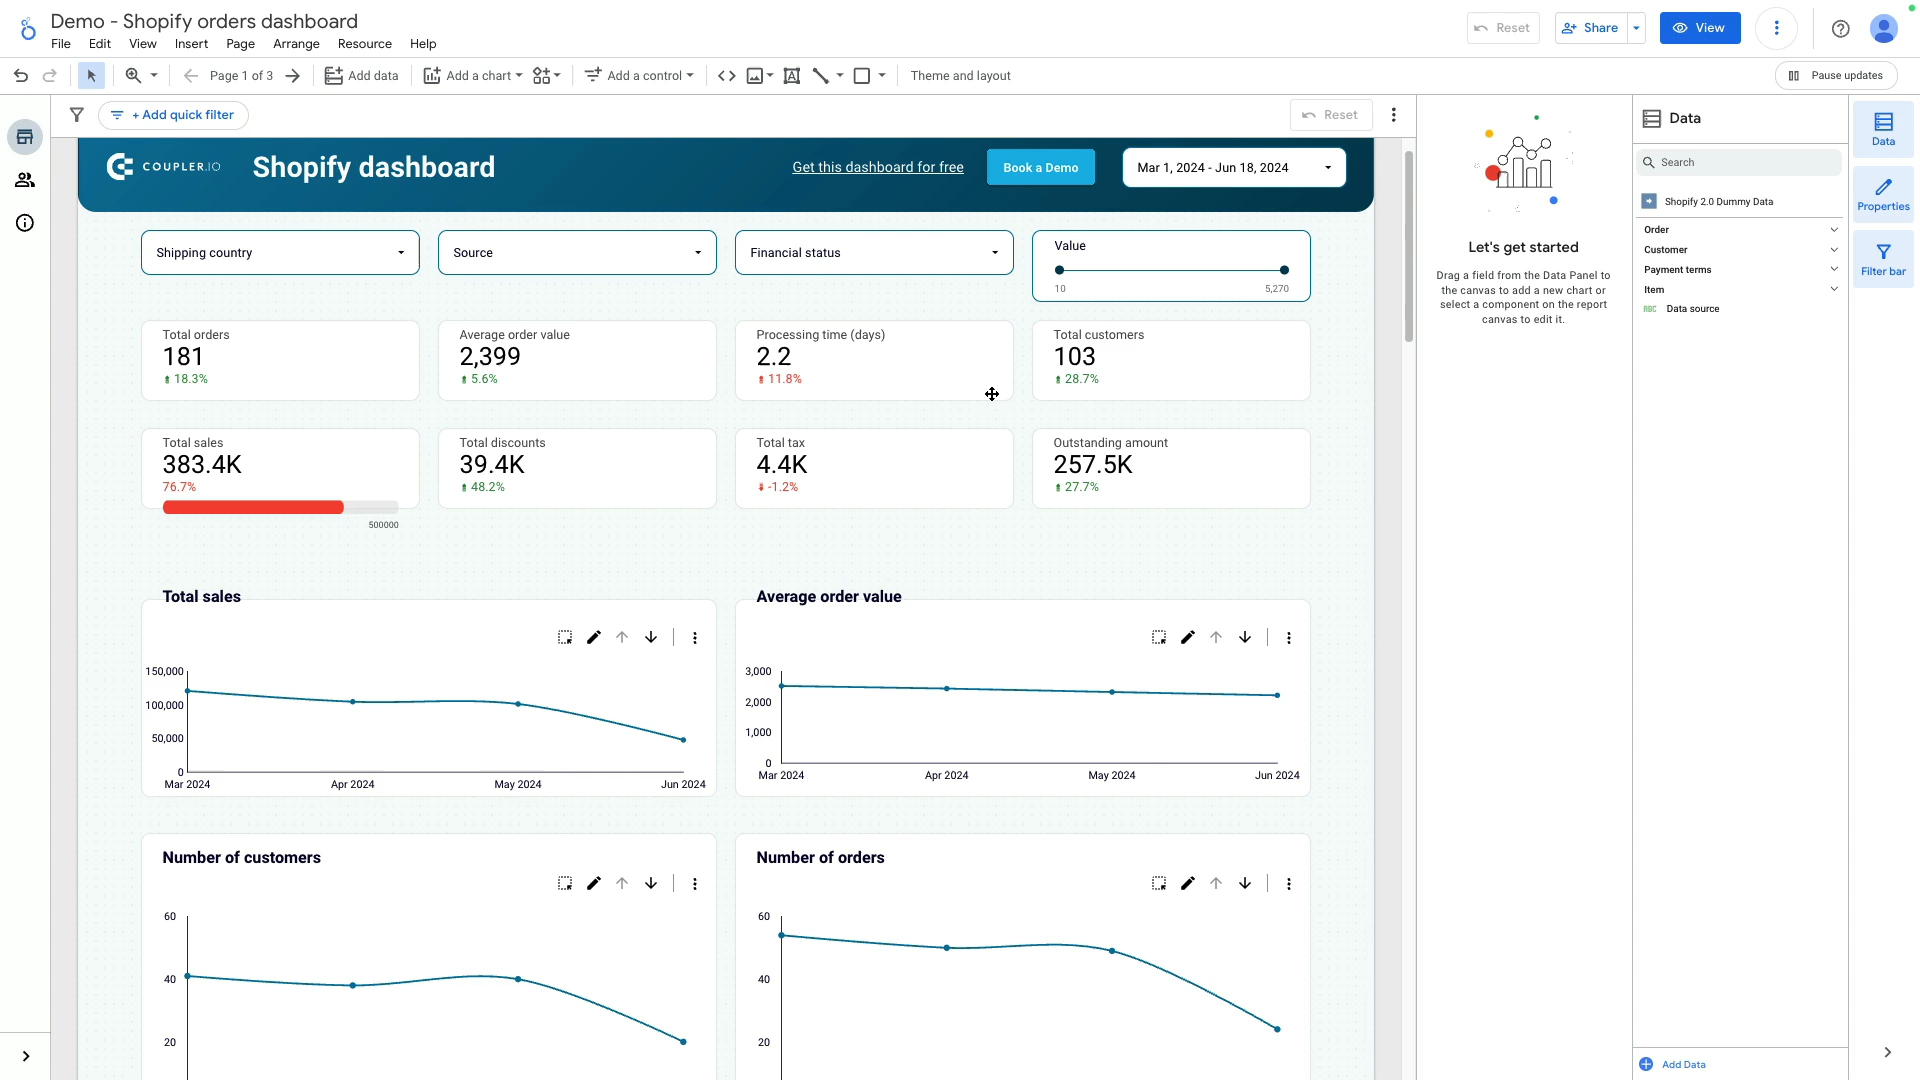 Demo - Shopify orders dashboard
File Edit View Insert Page Arrange Resource Help
Reset Share View
Page 1 of 3 Add data Add a chart Add a control Theme and layout Pause updates
+ Add quick filter Reset
COUPLER.IO Shopify dashboard Get this dashboard for free Book a Demo Mar 1, 2024 - Jun 18, 2024
Shipping country Source Financial status Value
10 5,270
Total orders Average order value Processing time (days) Total customers
181 2,399 2.2 103
18.3% 5.6% 11.8% 28.7%
Total sales Total discounts Total tax Outstanding amount
383.4K 39.4K 4.4K 257.5K
76.7% 48.2% -1.2% 27.7%
500000
Total sales Average order value
150,000
100,000
50,000
0
Mar 2024 Apr 2024 May 2024 Jun 2024
3,000
2,000
1,000
0
Mar 2024 Apr 2024 May 2024 Jun 2024
Number of customers Number of orders
60
40
20
60
40
20
Let's get started
Drag a field from the Data Panel to
the canvas to add a new chart or
select a component on the report
canvas to edit it.
Data
Search
Shopify 2.0 Dummy Data
Order
Customer
Payment terms
Item
RBC Data source
Add Data
Data
Properties
Filter bar